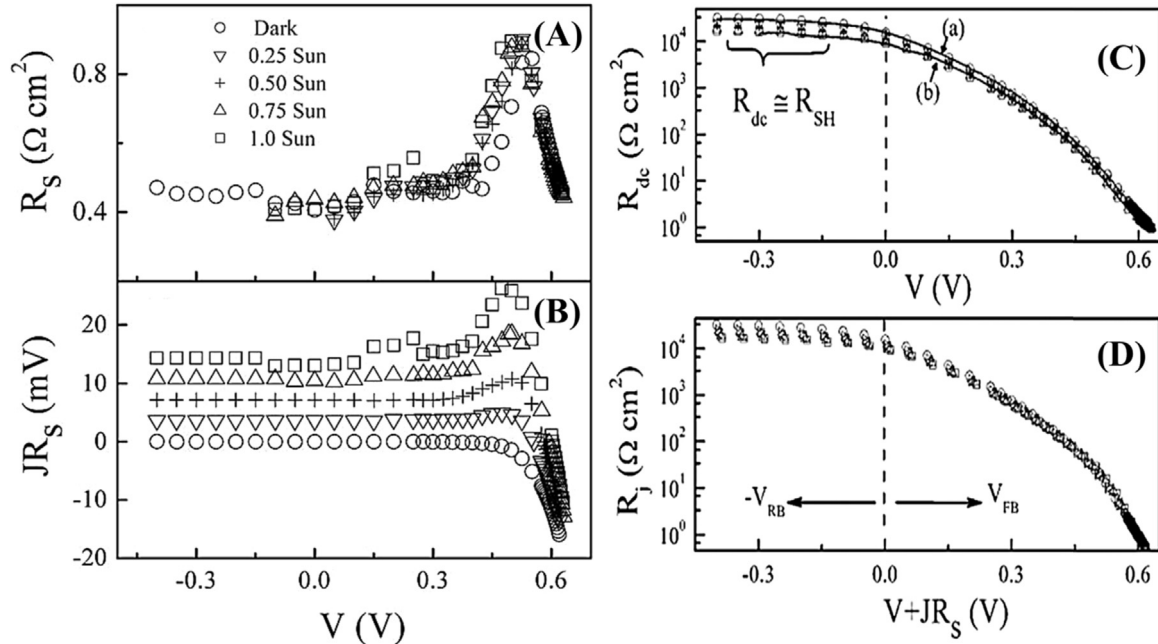 (A)
Dark
0.25 Sun
0.50 Sun
0.75 Sun
1.0 Sun
R_S (Ω cm²)
0.8
0.4
(B)
JR_S (mV)
20
10
0
-10
-20
-0.3
0.0
0.3
0.6
V (V)
(C)
(a)
(b)
R_dc ≅ R_SH
R_dc (Ω cm²)
10⁴
10³
10²
10¹
10⁰
-0.3
0.0
0.3
0.6
V (V)
(D)
R_j (Ω cm²)
10⁴
10³
10²
10¹
10⁰
-V_RB
V_FB
-0.3
0.0
0.3
0.6
V+JR_S (V)